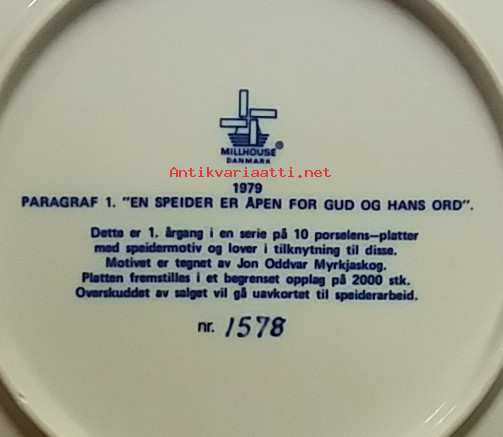 MILLHOUSE ®
DANMARK
Antikvariaatti.net
1979
PARAGRAF 1. "EN SPEIDER ER ÅPEN FOR GUD OG HANS ORD".
Dette er 1. årgang i en serie på 10 porselens-platter
med speidermotiv og lover i tilknytning til disse.
Motivet er tegnet av Jon Oddvar Myrkjaskog.
Platten fremstilles i et begrenset opplag på 2000 stk.
Overskuddet av salget vil gå uavkortet til speiderarbeid.
nr. 1578